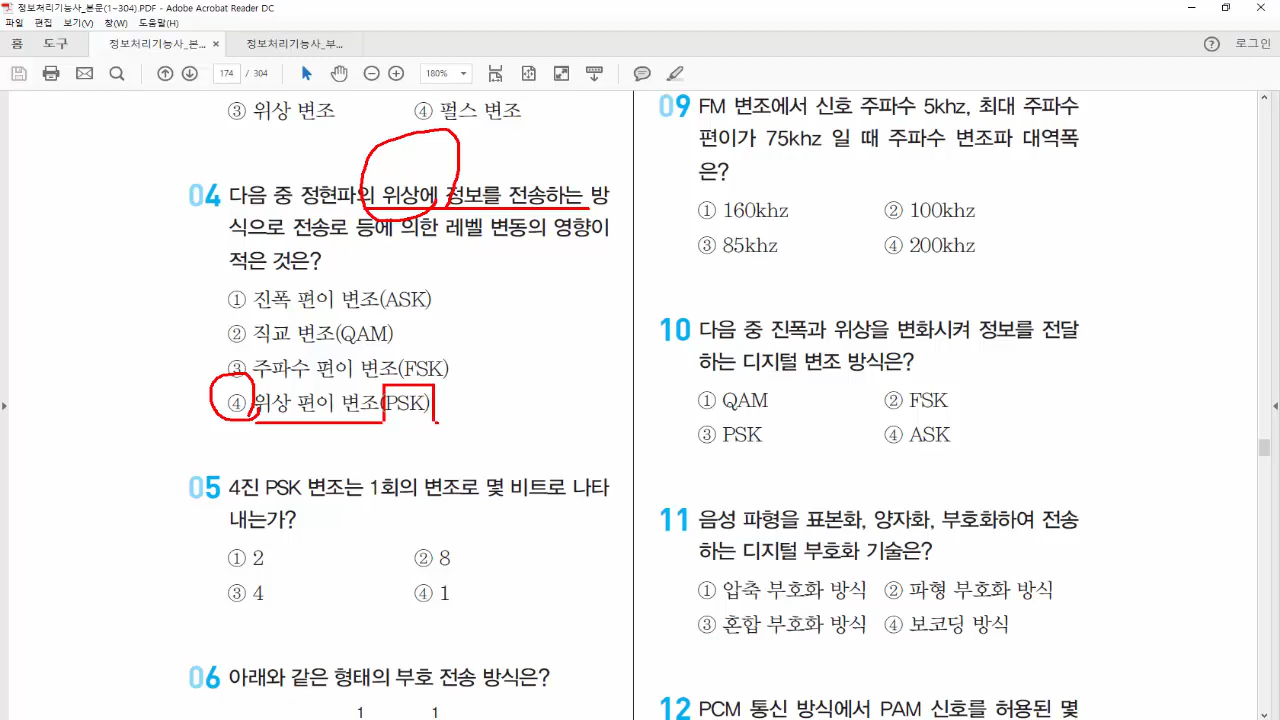 정보처리기능사_본문(1~304).PDF - Adobe Acrobat Reader DC
파일 편집 보기(V) 창(W) 도움말(H)
홈 도구 정보처리기능사_본... × 정보처리기능사_부... 로그인
174 / 304 180%
③ 위상 변조 ④ 펄스 변조
04 다음 중 정현파의 위상에 정보를 전송하는 방
식으로 전송로 등에 의한 레벨 변동의 영향이
적은 것은?
① 진폭 편이 변조(ASK)
② 직교 변조(QAM)
③ 주파수 편이 변조(FSK)
④ 위상 편이 변조(PSK)
05 4진 PSK 변조는 1회의 변조로 몇 비트로 나타
내는가?
① 2 ② 8
③ 4 ④ 1
06 아래와 같은 형태의 부호 전송 방식은?
1 1
09 FM 변조에서 신호 주파수 5khz, 최대 주파수
편이가 75khz 일 때 주파수 변조파 대역폭
은?
① 160khz ② 100khz
③ 85khz ④ 200khz
10 다음 중 진폭과 위상을 변화시켜 정보를 전달
하는 디지털 변조 방식은?
① QAM ② FSK
③ PSK ④ ASK
11 음성 파형을 표본화, 양자화, 부호화하여 전송
하는 디지털 부호화 기술은?
① 압축 부호화 방식 ② 파형 부호화 방식
③ 혼합 부호화 방식 ④ 보코딩 방식
12 PCM 통신 방식에서 PAM 신호를 허용된 몇